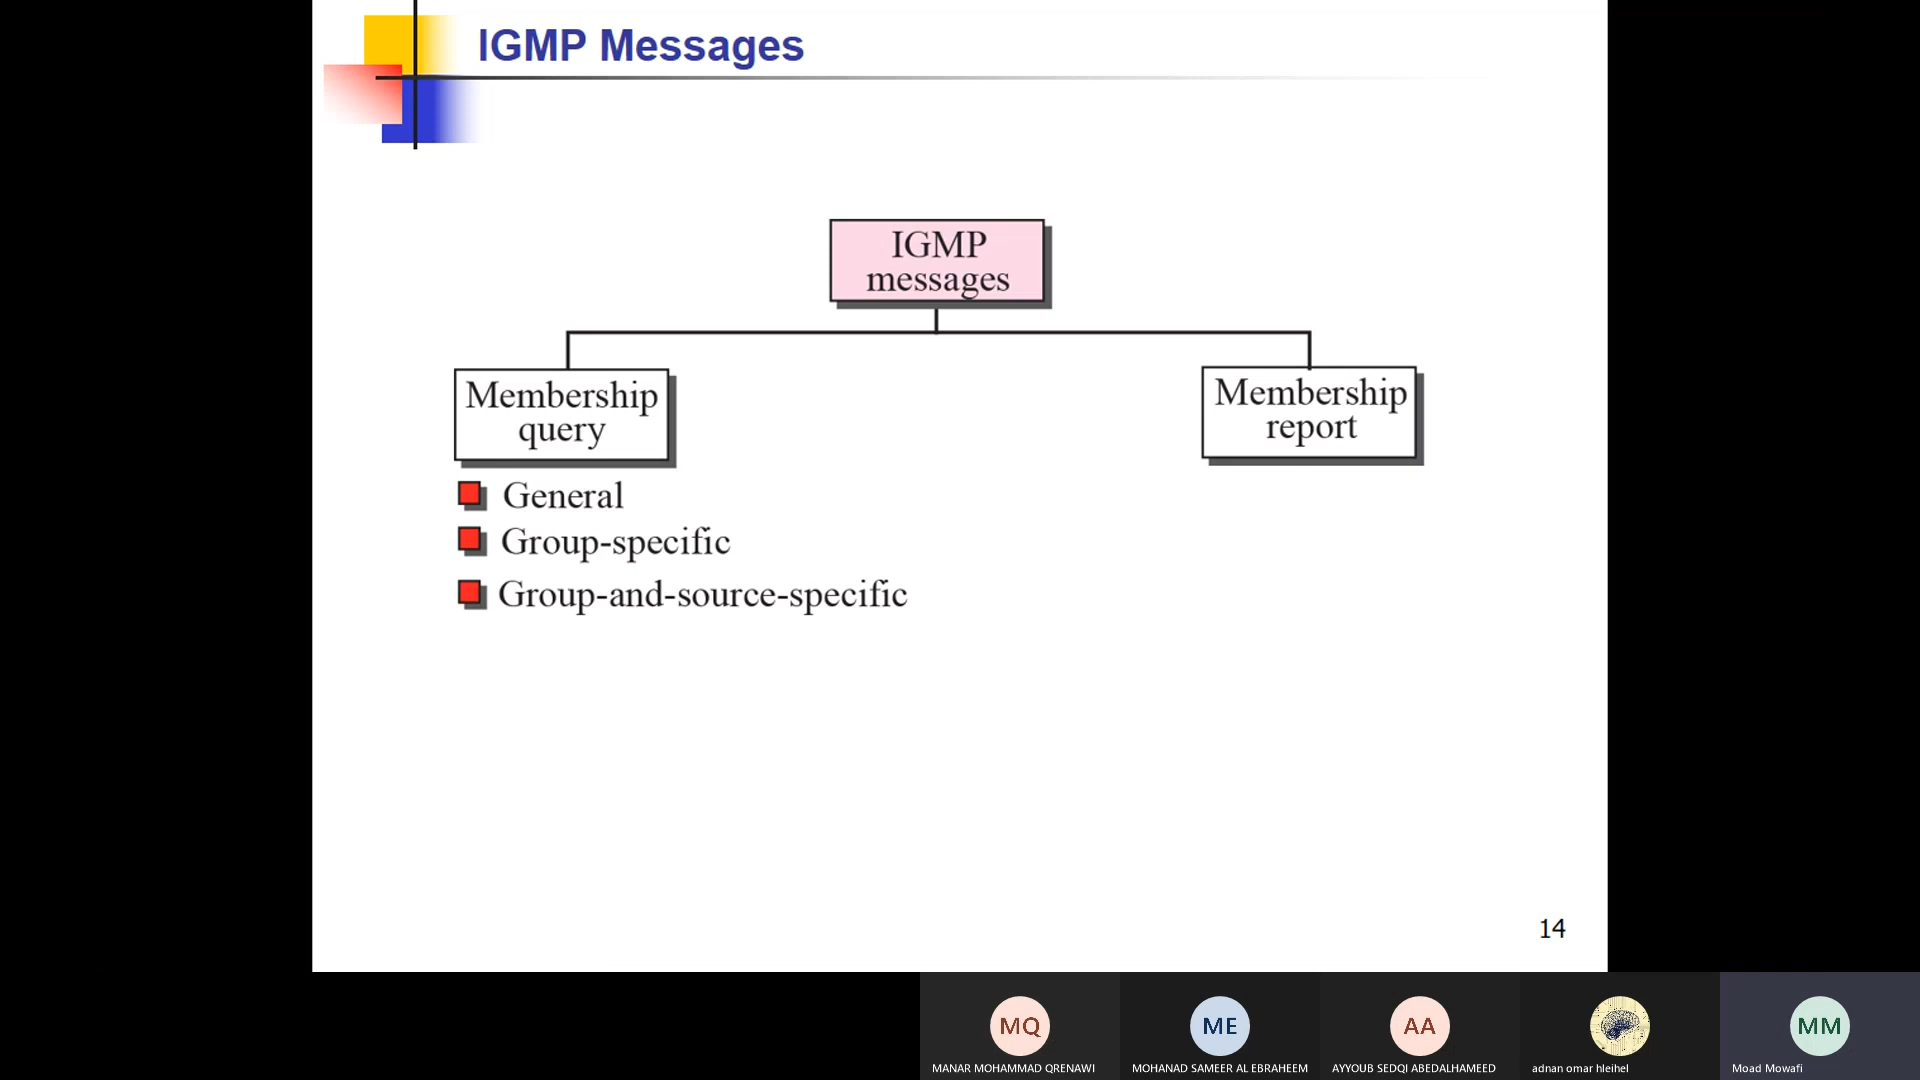 IGMP Messages
IGMP
messages
Membership
query
Membership
report
General
Group-specific
Group-and-source-specific
14
MQ
ME
AA
MM
MANAR MOHAMMAD QRENAWI
MOHANAD SAMEER AL EBRAHEEM
AYYOUB SEDQI ABEDALHAMEED
adnan omar hleihel
Moad Mowafi